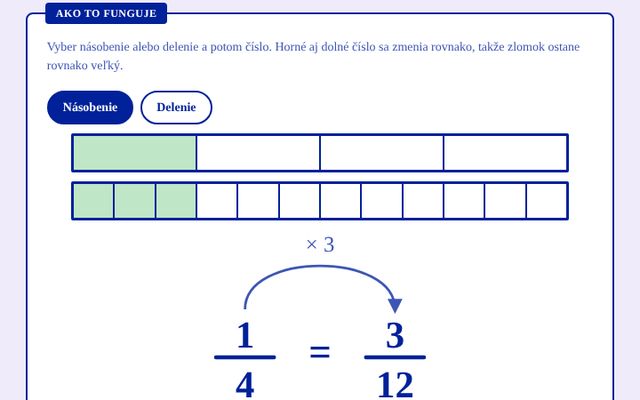 AKO TO FUNGUJE
Vyber násobenie alebo delenie a potom číslo. Horné aj dolné číslo sa zmenia rovnako, takže zlomok ostane
rovnako veľký.
Násobenie Delenie
× 3
1 = 3
4 12